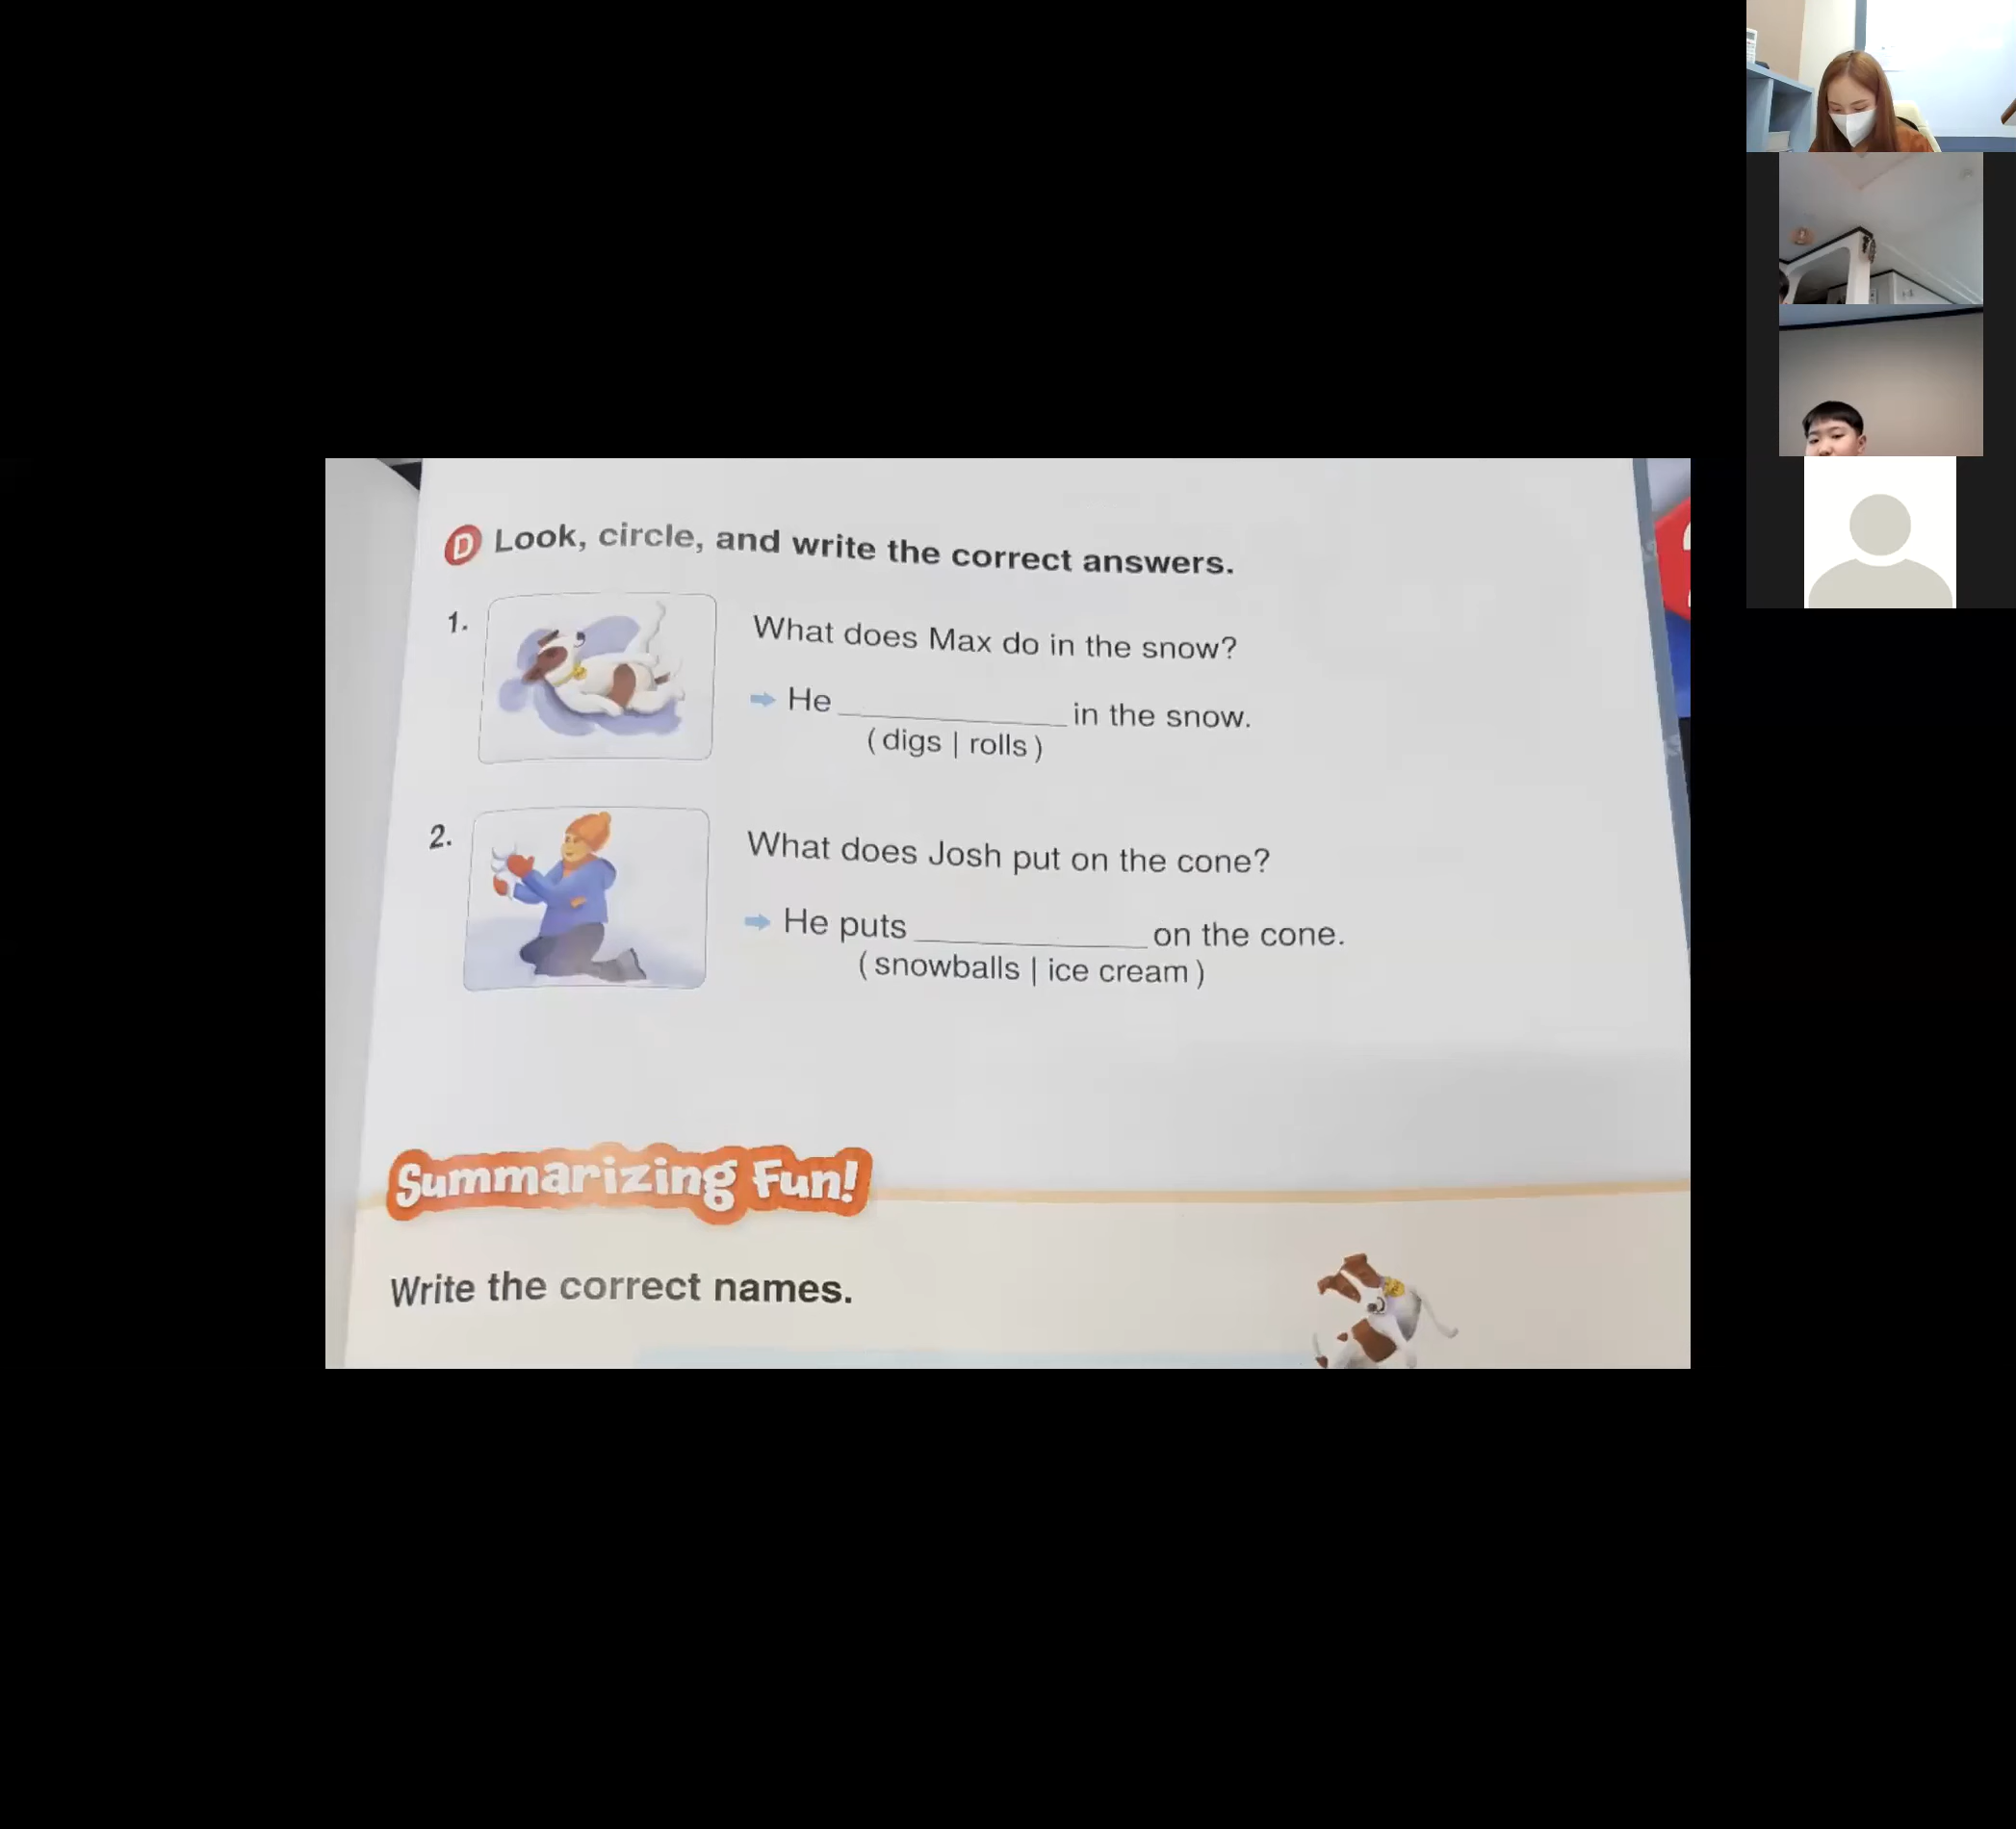 D Look, circle, and write the correct answers.
1.
What does Max do in the snow?
He ____________ in the snow.
( digs | rolls )
2.
What does Josh put on the cone?
He puts ____________ on the cone.
( snowballs | ice cream )
Summarizing Fun!
Write the correct names.